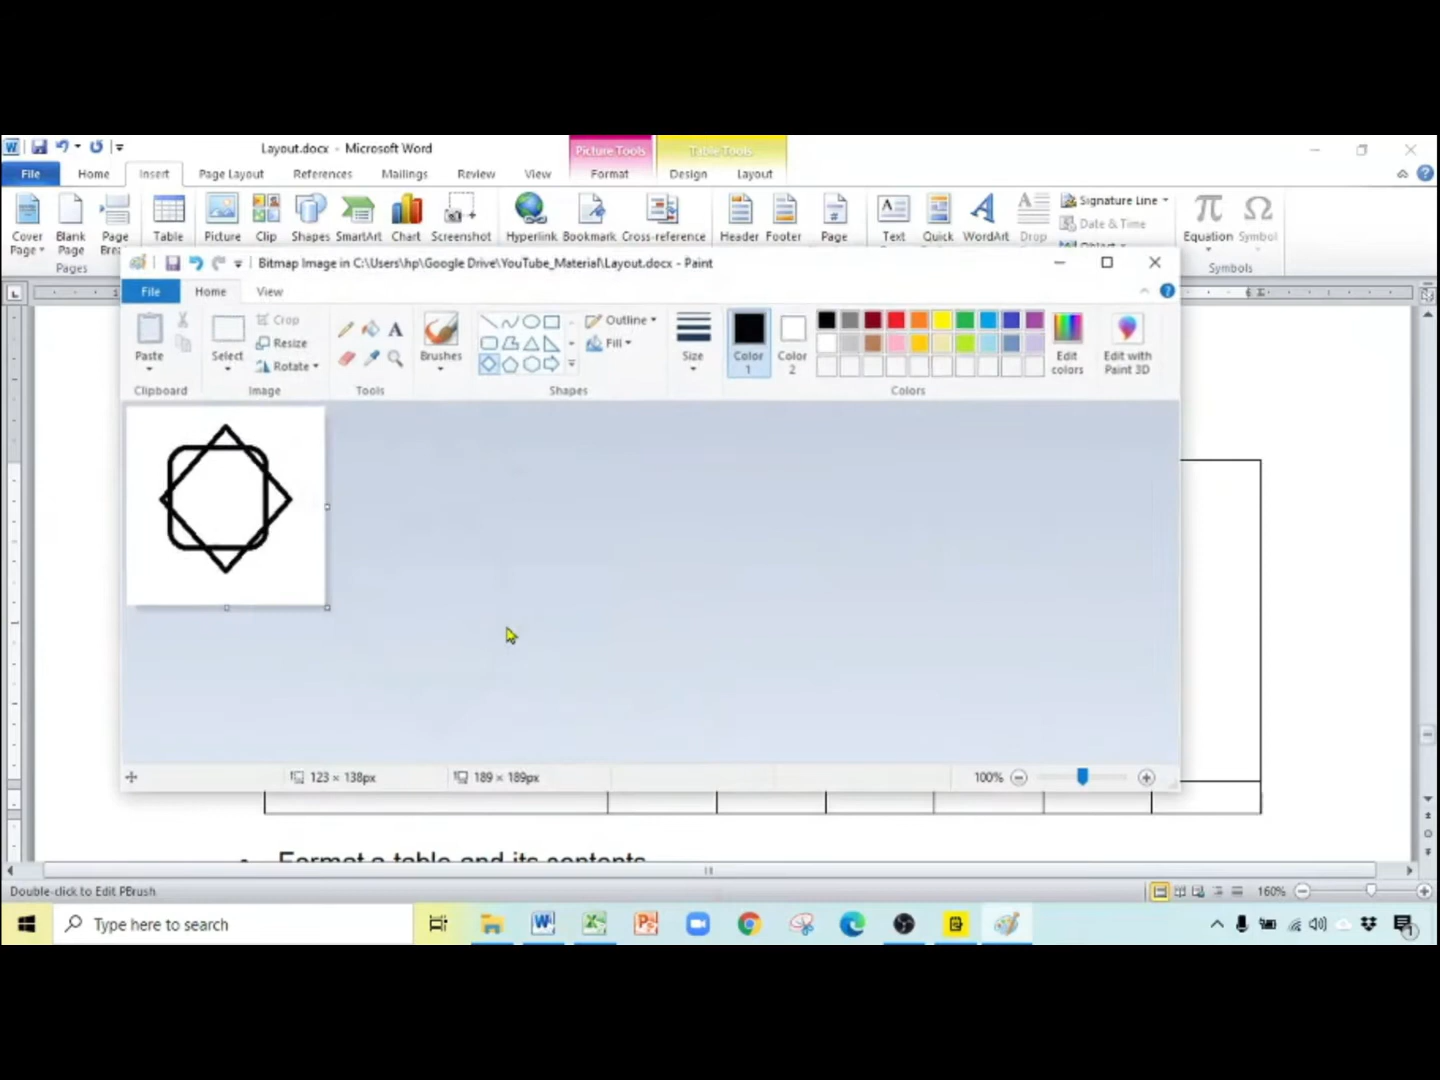 Layout.docx - Microsoft Word
Picture Tools
Table Tools
File Home Insert Page Layout References Mailings Review View Format Design Layout
Cover Page Blank Page Page Brea Table Picture Clip Shapes SmartArt Chart Screenshot Hyperlink Bookmark Cross-reference Header Footer Page Text Quick WordArt Drop Signature Line Date & Time Equation Symbol
Pages
Symbols
Bitmap Image in C:\Users\hp\Google Drive\YouTube_Material\Layout.docx - Paint
File Home View
Paste Select Crop Resize Rotate Brushes Outline Fill Size Color 1 Color 2 Edit colors Edit with Paint 3D
Clipboard Image Tools Shapes Colors
123 × 138px 189 × 189px 100%
Format a table and its contents
Double-click to Edit PBrush 160%
Type here to search